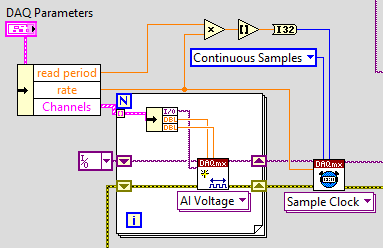 DAQ Parameters
I32
Continuous Samples
read period
rate
Channels
N
I/O
DBL
DBL
I/O
DAQmx
DAQmx
AI Voltage
Sample Clock
i